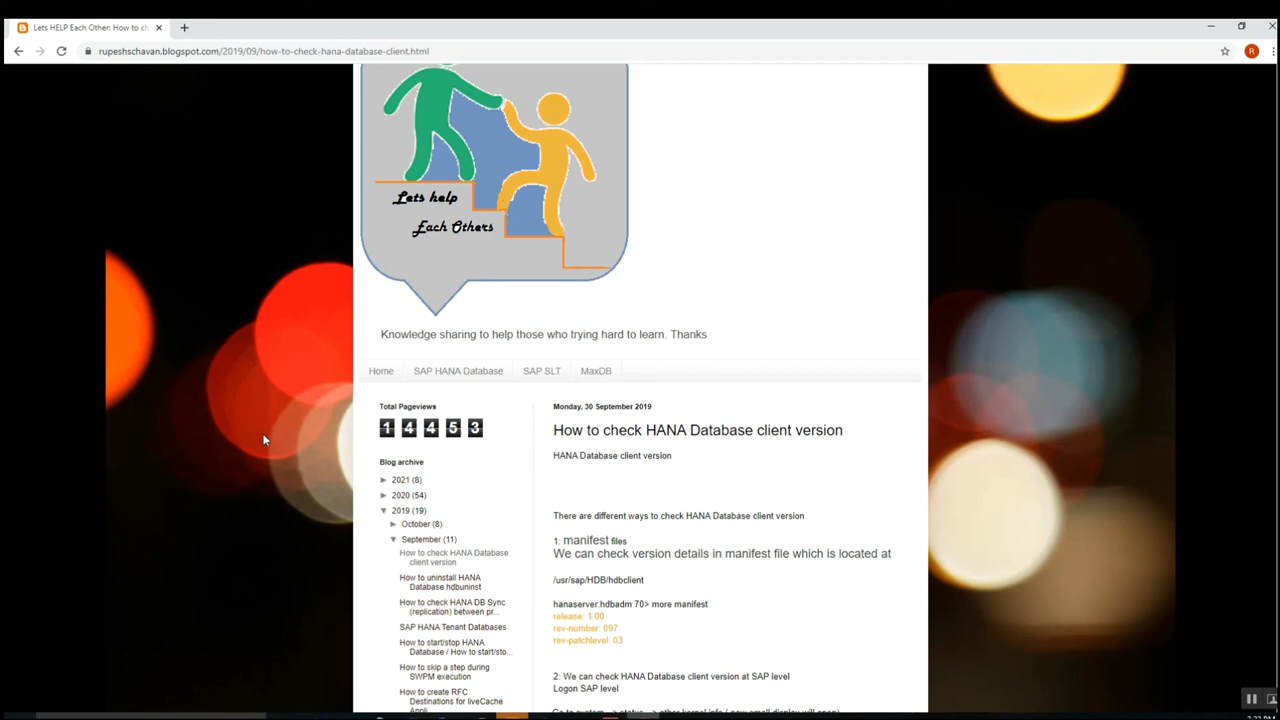 Lets HELP Each Other: How to ch
rupeshschavan.blogspot.com/2019/09/how-to-check-hana-database-client.html
R
Lets help
Each Others
Knowledge sharing to help those who trying hard to learn. Thanks
Home SAP HANA Database SAP SLT MaxDB
Total Pageviews
14453
Blog archive
► 2021 (8)
► 2020 (54)
▼ 2019 (19)
► October (8)
▼ September (11)
How to check HANA Database
client version
How to uninstall HANA
Database hdbuninst
How to check HANA DB Sync
(replication) between pr...
SAP HANA Tenant Databases
How to start/stop HANA
Database / How to start/sto...
How to skip a step during
SWPM execution
How to create RFC
Destinations for liveCache
Appli
Monday, 30 September 2019
How to check HANA Database client version
HANA Database client version
There are different ways to check HANA Database client version
1: manifest files
We can check version details in manifest file which is located at
/usr/sap/HDB/hdbclient
hanaserver:hdbadm 70> more manifest
release: 1.00
rev-number: 097
rev-patchlevel: 03
2: We can check HANA Database client version at SAP level
Logon SAP level